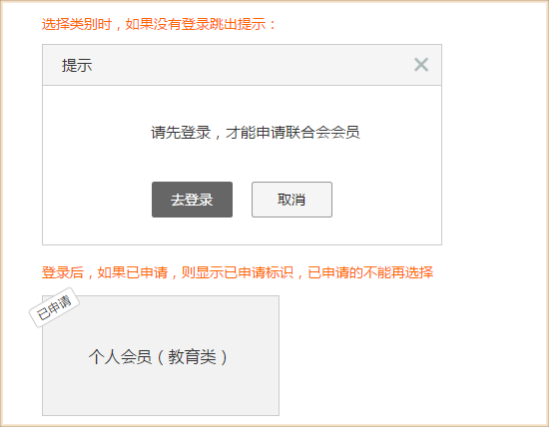 选择类别时，如果没有登录跳出提示：
提示
请先登录，才能申请联合会会员
去登录
取消
登录后，如果已申请，则显示已申请标识，已申请的不能再选择
已申请
个人会员（教育类）